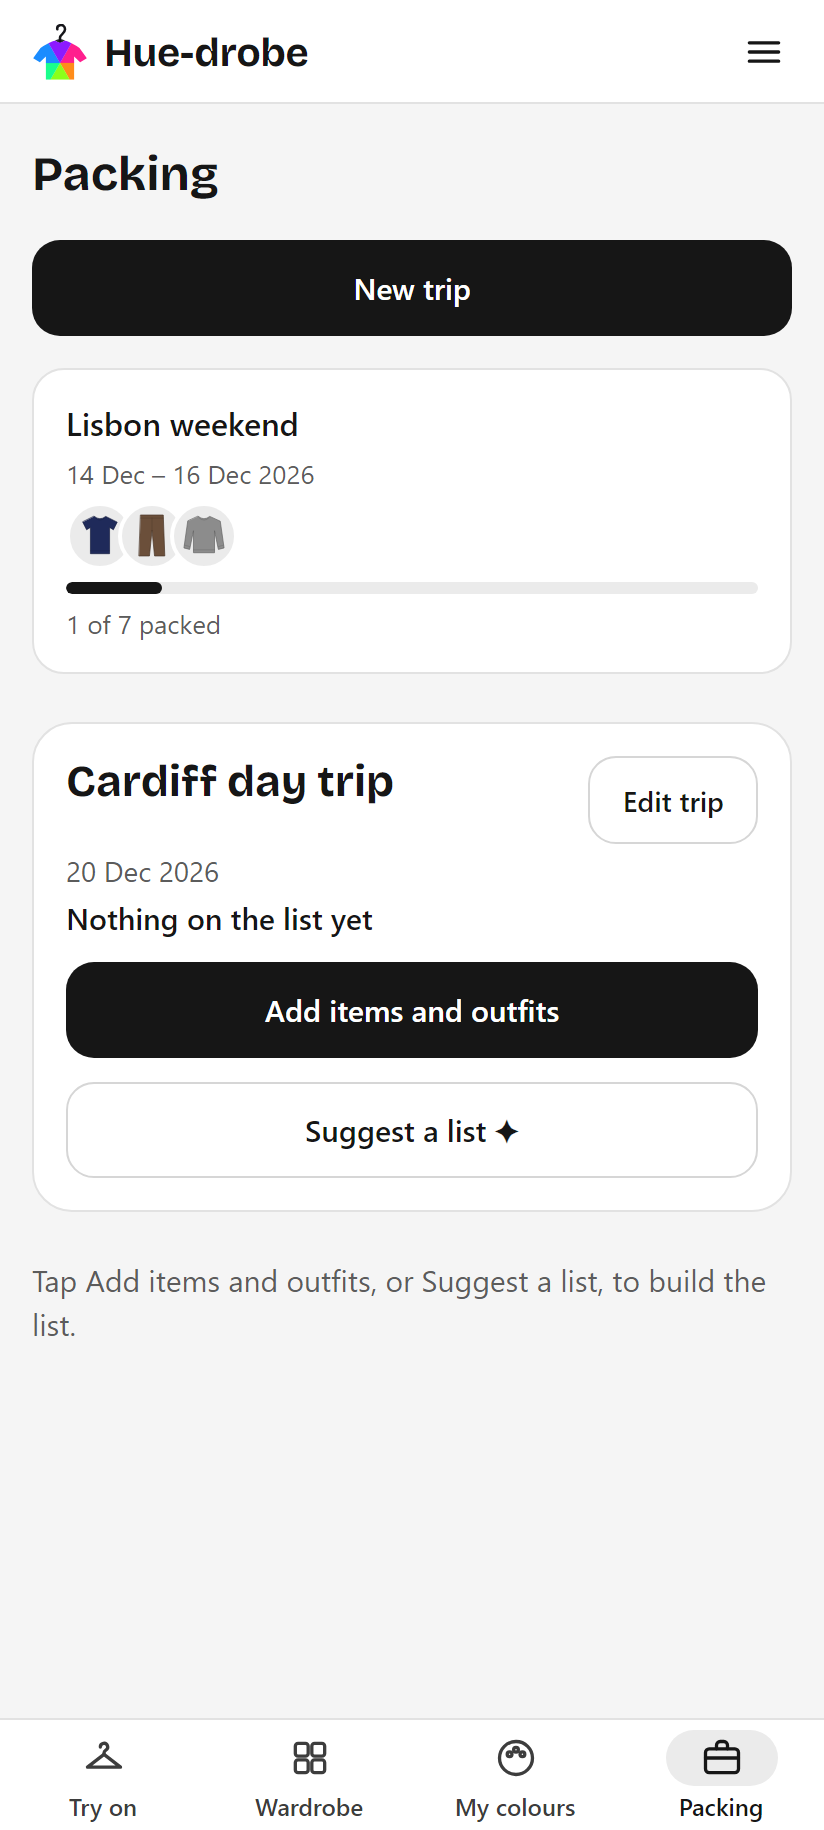 Hue-drobe
Packing
New trip
Lisbon weekend
14 Dec – 16 Dec 2026
1 of 7 packed
Cardiff day trip
Edit trip
20 Dec 2026
Nothing on the list yet
Add items and outfits
Suggest a list ✦
Tap Add items and outfits, or Suggest a list, to build the
list.
Try on
Wardrobe
My colours
Packing